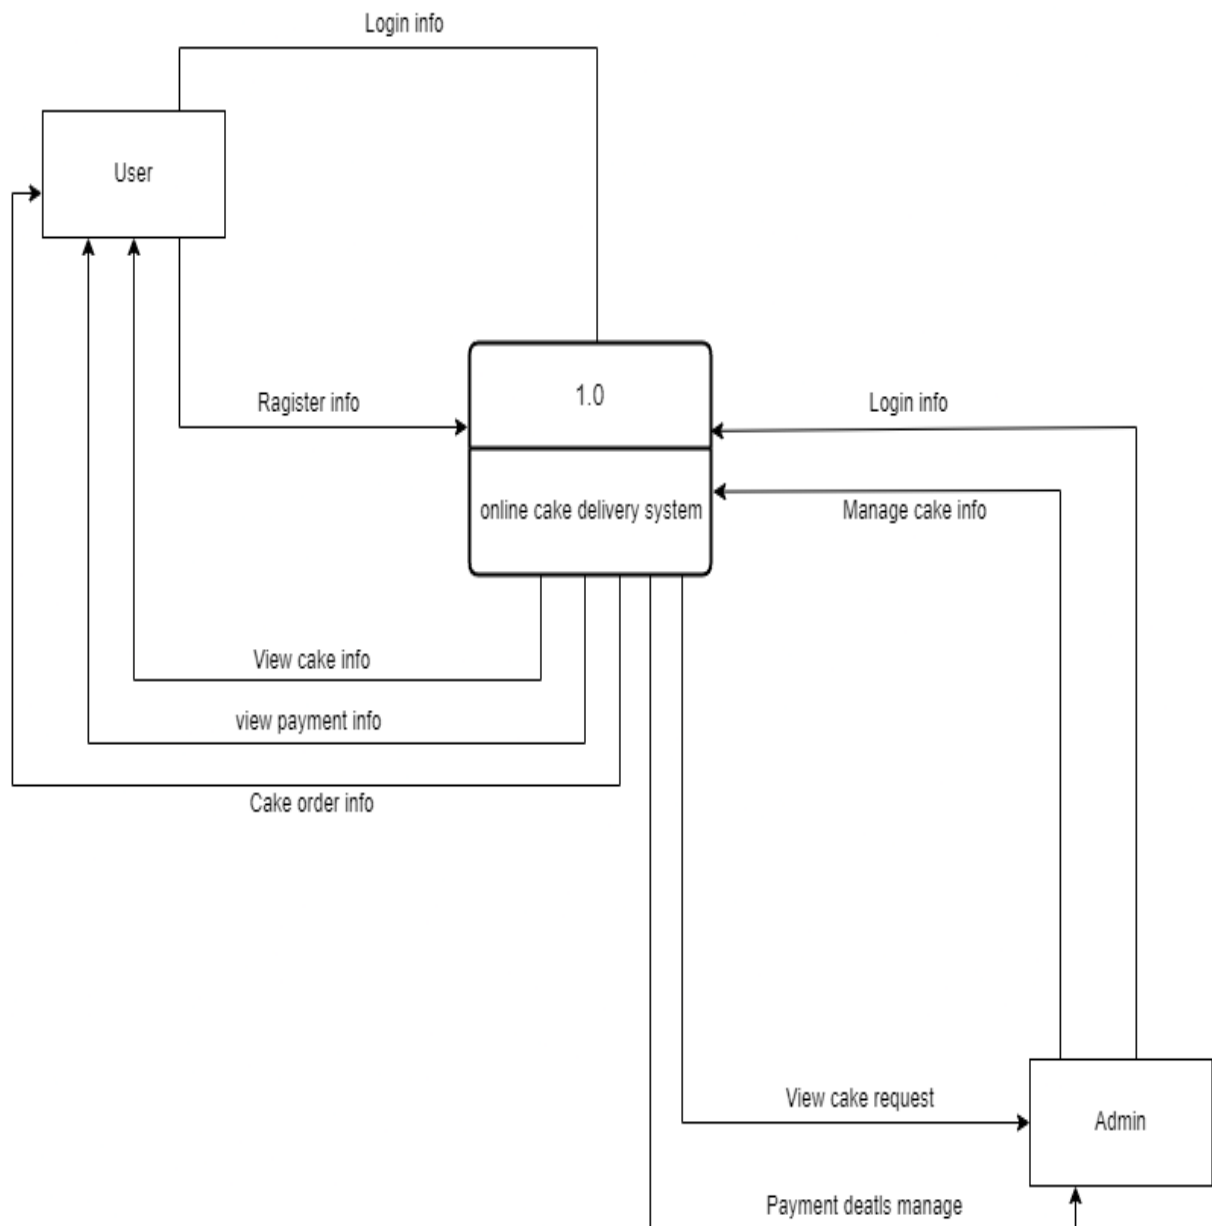 Login info
User
1.0
Ragister info
Login info
online cake delivery system
Manage cake info
View cake info
view payment info
Cake order info
View cake request
Admin
Payment deatls manage